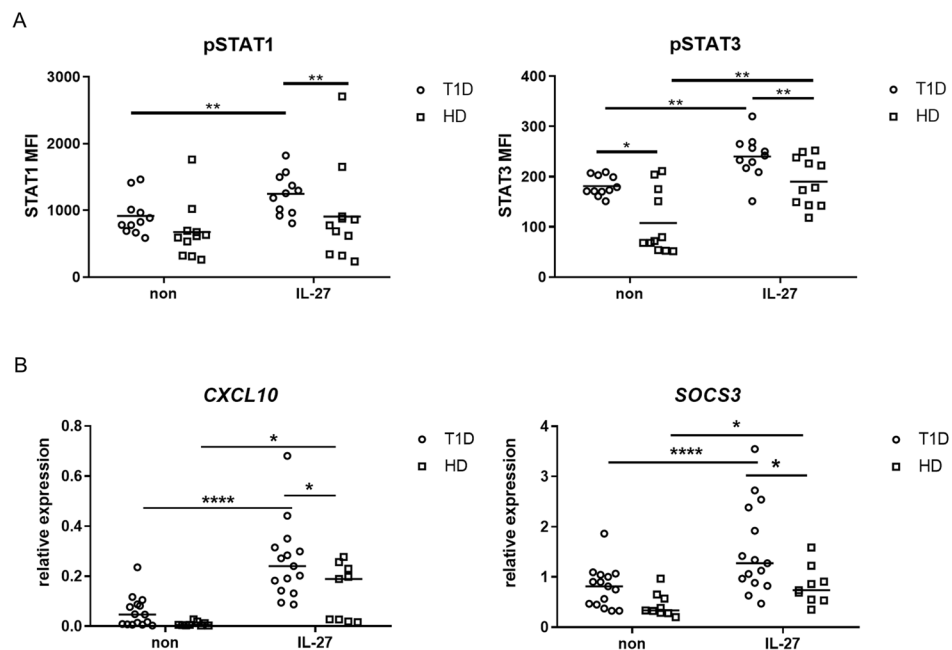 A
pSTAT1
pSTAT3
3000
2000
1000
0
STAT1 MFI
**
**
T1D
HD
non
IL-27
400
300
200
100
0
STAT3 MFI
**
**
**
*
T1D
HD
non
IL-27
B
CXCL10
SOCS3
0.8
0.6
0.4
0.2
0.0
relative expression
*
****
*
T1D
HD
non
IL-27
4
3
2
1
0
relative expression
*
****
*
T1D
HD
non
IL-27